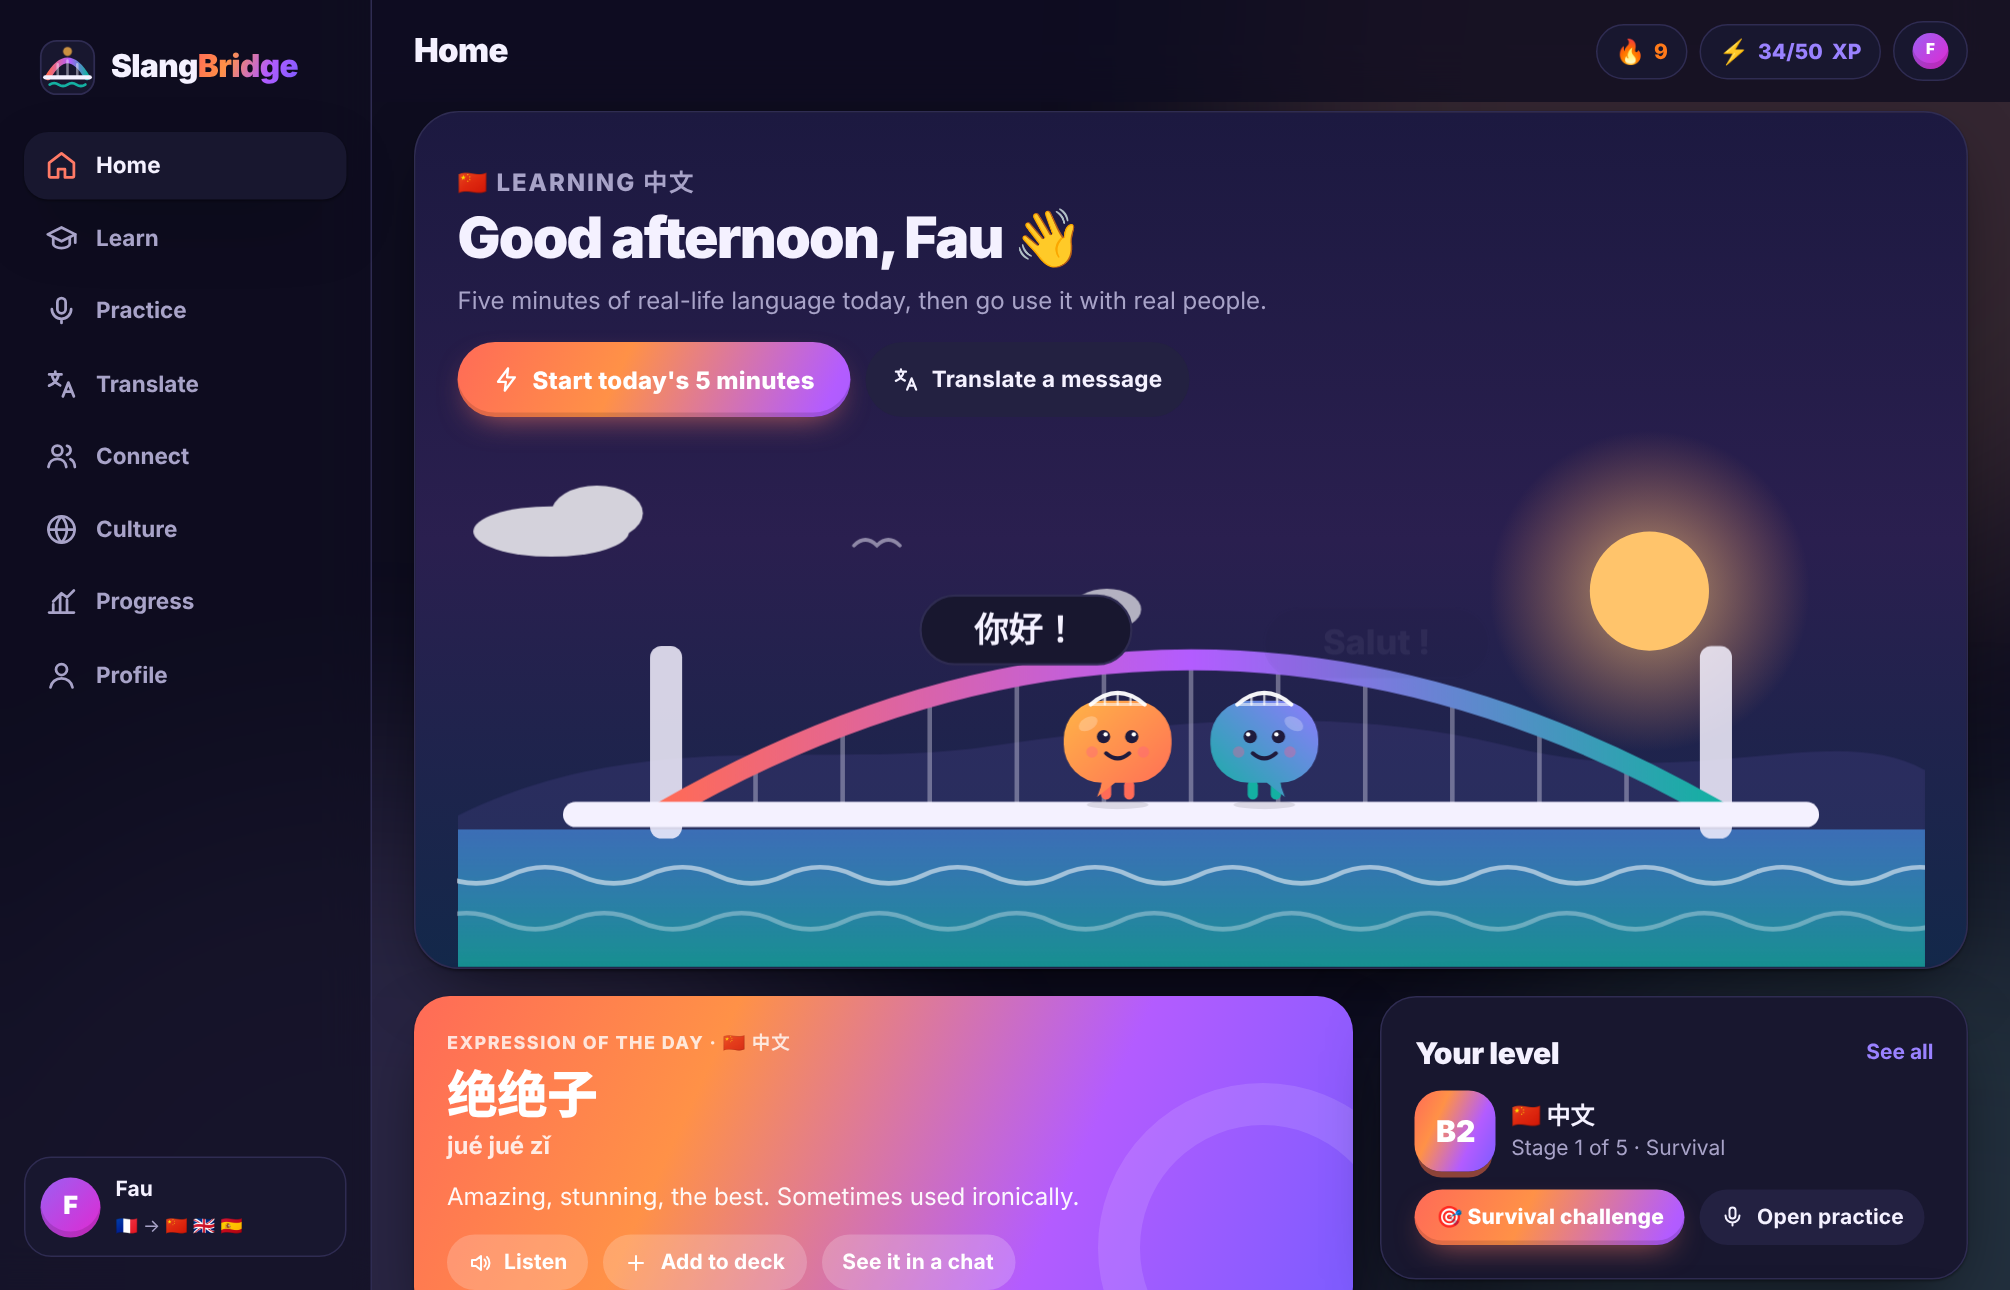 SlangBridge
Home
Learn
Practice
Translate
Connect
Culture
Progress
Profile
F
Fau
Home
9
34/50 XP
F
LEARNING 中文
Good afternoon, Fau
Five minutes of real-life language today, then go use it with real people.
Start today's 5 minutes
Translate a message
你好！
Salut !
EXPRESSION OF THE DAY · 中文
绝绝子
jué jué zǐ
Amazing, stunning, the best. Sometimes used ironically.
Listen
Add to deck
See it in a chat
Your level
See all
B2
中文
Stage 1 of 5 · Survival
Survival challenge
Open practice